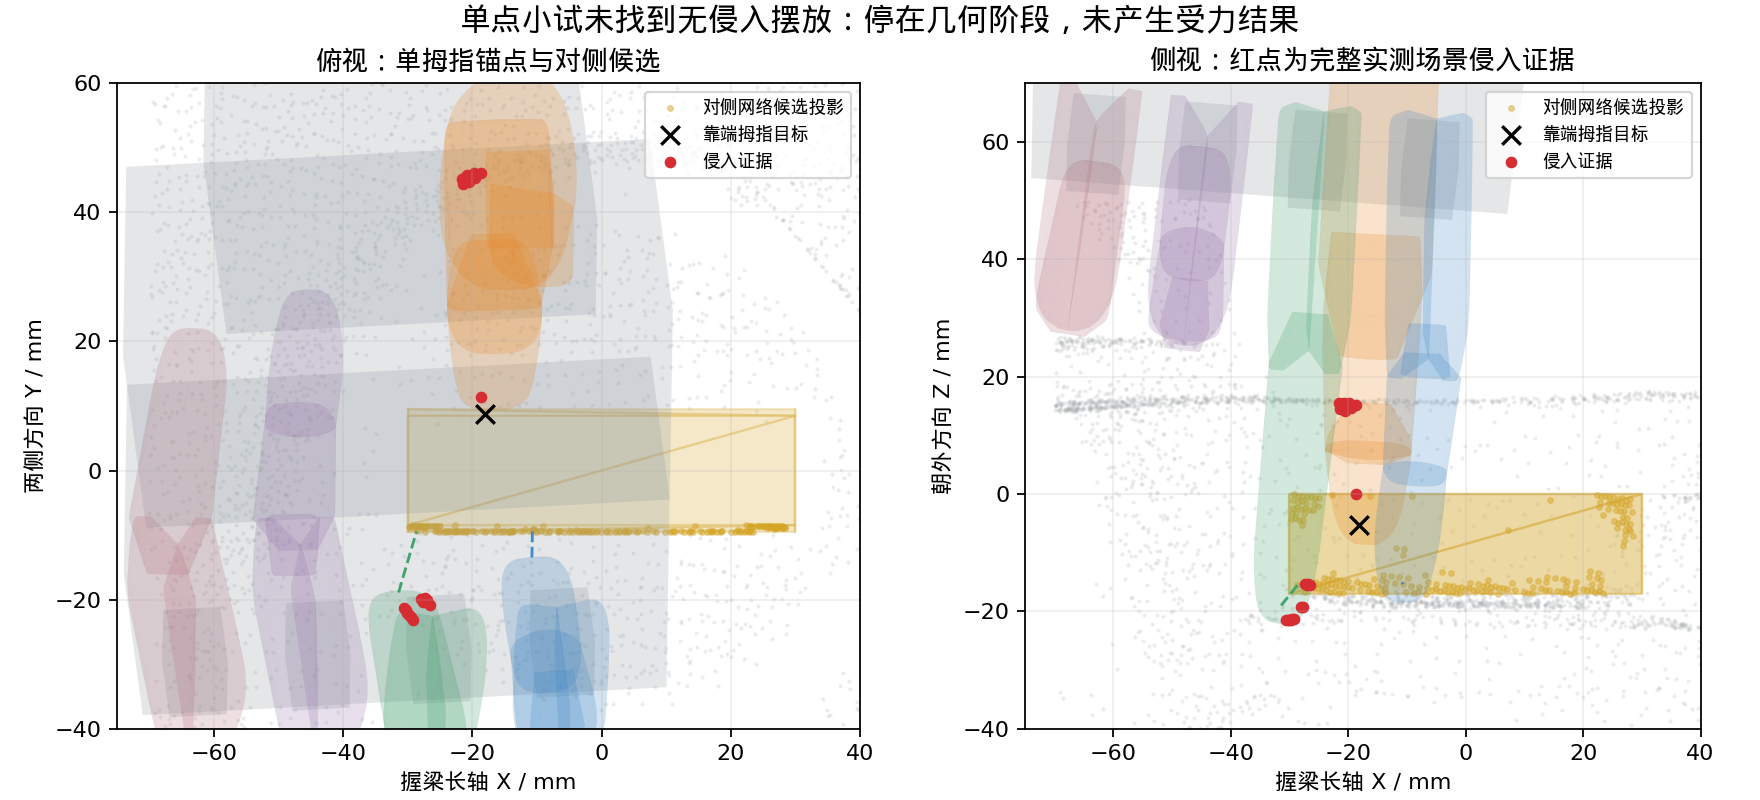 单点小试未找到无侵入摆放：停在几何阶段，未产生受力结果
俯视：单拇指锚点与对侧候选
60
40
20
0
−20
−40
−60
−40
−20
0
20
40
两侧方向 Y / mm
握梁长轴 X / mm
对侧网络候选投影
靠端拇指目标
侵入证据
侧视：红点为完整实测场景侵入证据
60
40
20
0
−20
−40
−60
−40
−20
0
20
40
朝外方向 Z / mm
握梁长轴 X / mm
对侧网络候选投影
靠端拇指目标
侵入证据